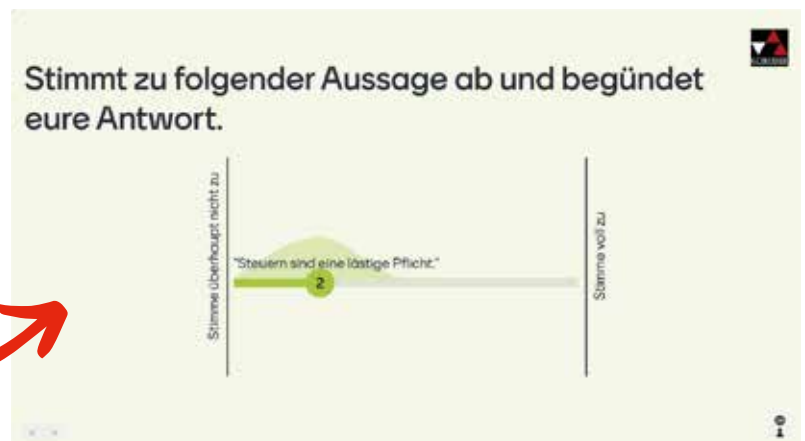 Stimmt zu folgender Aussage ab und begündet
eure Antwort.
Stimme überhaupt nicht zu
"Steuern sind eine lästige Pflicht."
2
Stimme voll zu
1